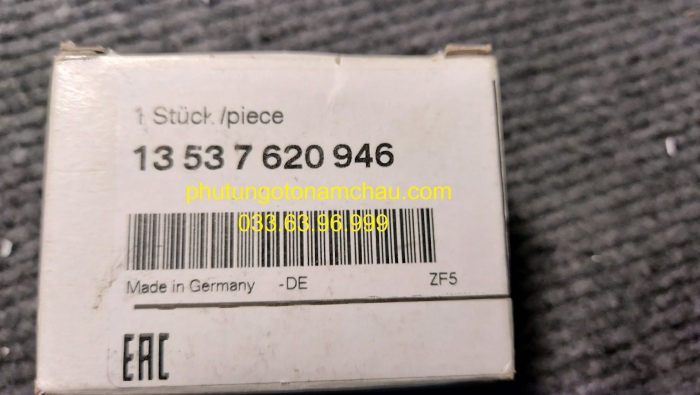 1 Stück /piece
13 53 7 620 946
phutungotonamchau.com
033.63.96.999
Made in Germany -DE ZF5
EAC